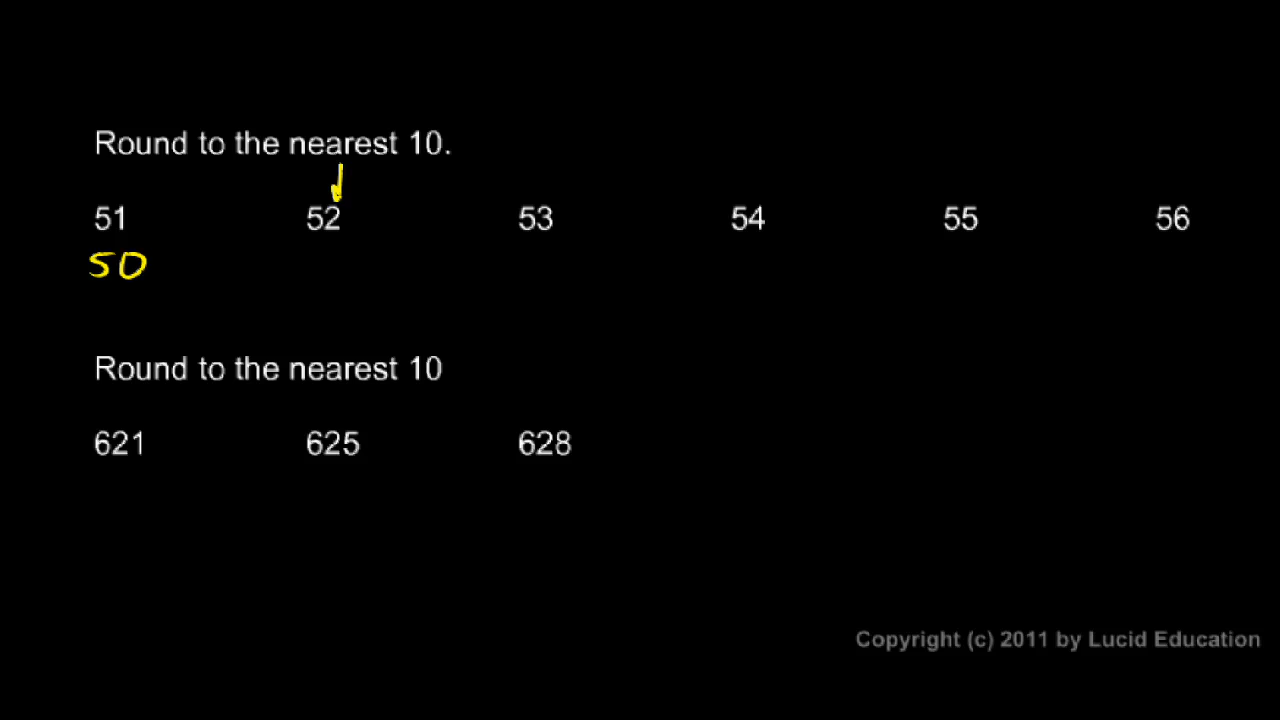 Round to the nearest 10.
51 52 53 54 55 56
50
Round to the nearest 10
621 625 628
Copyright (c) 2011 by Lucid Education